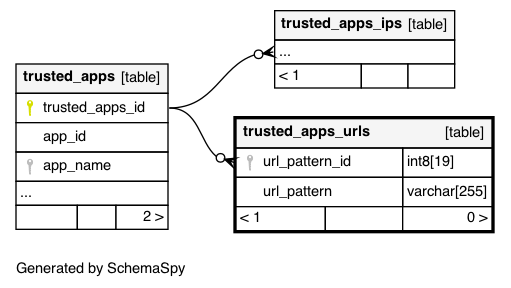 trusted_apps_ips [table]
...
< 1
trusted_apps [table]
trusted_apps_id
app_id
app_name
...
2 >
trusted_apps_urls [table]
url_pattern_id int8[19]
url_pattern varchar[255]
< 1 0 >
Generated by SchemaSpy